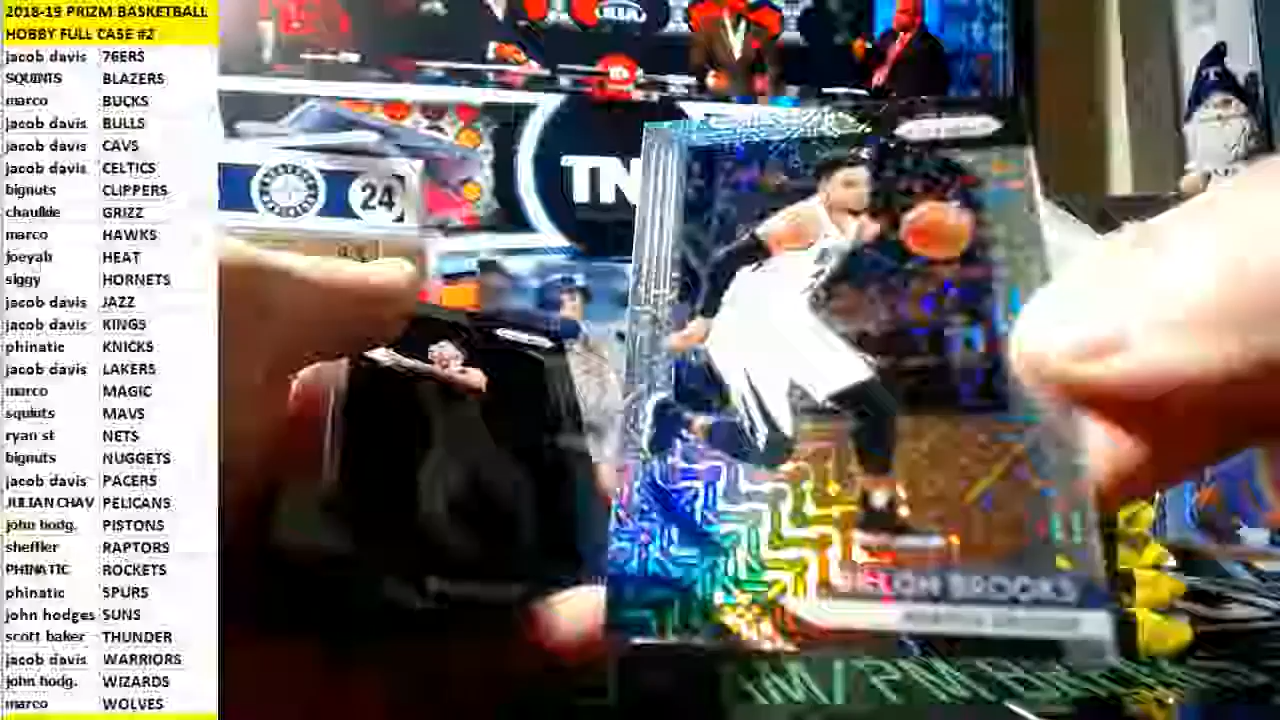 2018-19 PRIZM BASKETBALL
HOBBY FULL CASE #2
jacob davis 76ERS
SQUINTS BLAZERS
marco BUCKS
jacob davis BULLS
jacob davis CAVS
jacob davis CELTICS
bignuts CLIPPERS
chaulkie GRIZZ
marco HAWKS
joeyah HEAT
siggy HORNETS
jacob davis JAZZ
jacob davis KINGS
phinatic KNICKS
jacob davis LAKERS
marco MAGIC
squints MAVS
ryan st NETS
bignuts NUGGETS
jacob davis PACERS
JULIAN CHAV PELICANS
john hodg. PISTONS
sheffler RAPTORS
PHINATIC ROCKETS
phinatic SPURS
john hodges SUNS
scott baker THUNDER
jacob davis WARRIORS
john hodg. WIZARDS
marco WOLVES
24
TN
DILLON BROOKS